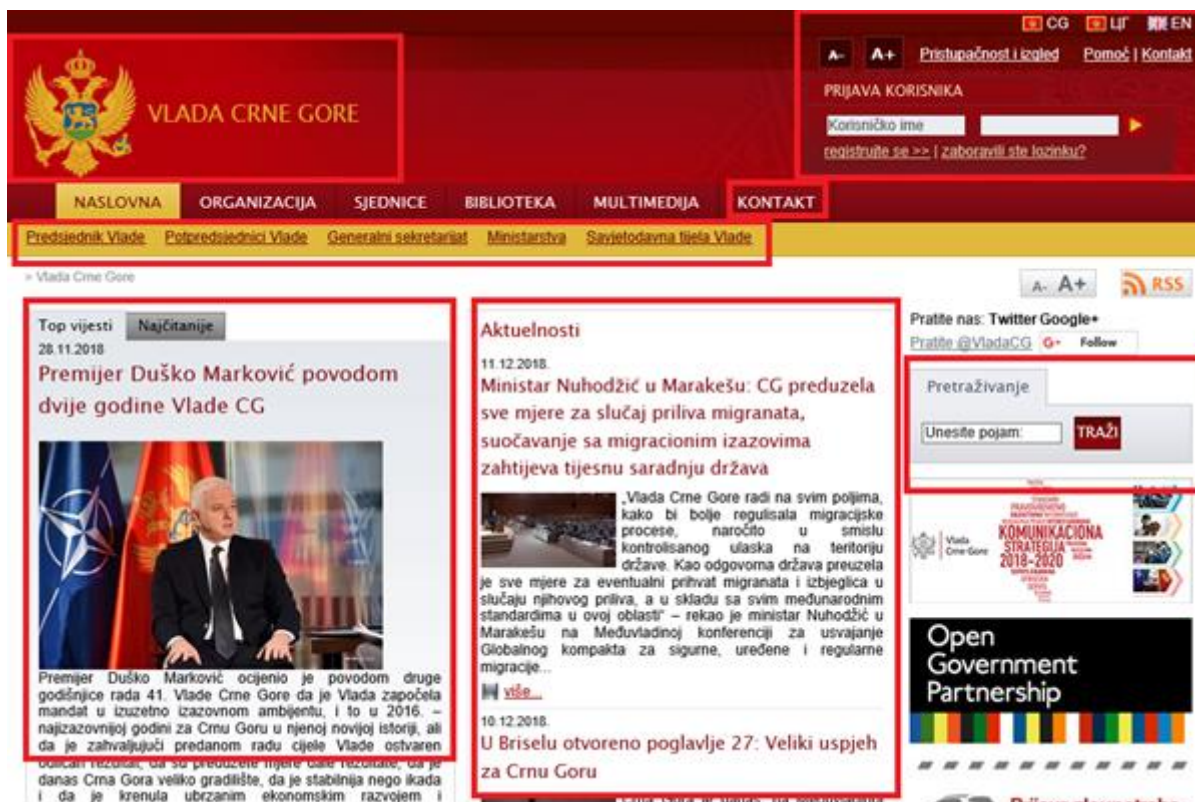 CG ЦГ EN
A- A+ Pristupačnost i izgled Pomoć | Kontakt
PRIJAVA KORISNIKA
Korisničko ime
registrujte se >> | zaboravili ste lozinku?
VLADA CRNE GORE
NASLOVNA ORGANIZACIJA SJEDNICE BIBLIOTEKA MULTIMEDIJA KONTAKT
Predsjednik Vlade Potpredsjednici Vlade Generalni sekretarijat Ministarstva Savjetodavna tijela Vlade
» Vlada Crne Gore
A- A+ RSS
Top vijesti Najčitanije
28.11.2018
Premijer Duško Marković povodom
dvije godine Vlade CG
Premijer Duško Marković ocijenio je povodom druge
godišnjice rada 41. Vlade Crne Gore da je Vlada započela
mandat u izuzetno izazovnom ambijentu, i to u 2016. –
najizazovnijoj godini za Crnu Goru u njenoj novijoj istoriji, ali
da je zahvaljujući predanom radu cijele Vlade ostvaren
odličan rezultat, da su preduzete mjere dale rezultate, da je
danas Crna Gora veliko gradilište, da je stabilnija nego ikada
i da je krenula ubrzanim ekonomskim razvojem i
Aktuelnosti
11.12.2018.
Ministar Nuhodžić u Marakešu: CG preduzela
sve mjere za slučaj priliva migranata,
suočavanje sa migracionim izazovima
zahtijeva tijesnu saradnju država
„Vlada Crne Gore radi na svim poljima,
kako bi bolje regulisala migracijske
procese, naročito u smislu
kontrolisanog ulaska na teritoriju
države. Kao odgovorna država preuzela
je sve mjere za eventualni prihvat migranata i izbjeglica u
slučaju njihovog priliva, a u skladu sa svim međunarodnim
standardima u ovoj oblasti“ – rekao je ministar Nuhodžić u
Marakešu na Međuvladinoj konferenciji za usvajanje
Globalnog kompakta za sigurne, uređene i regularne
migracije...
više...
10.12.2018.
U Briselu otvoreno poglavlje 27: Veliki uspjeh
za Crnu Goru
Pratite nas: Twitter Google+
Pratite @VladaCG G+ Follow
Pretraživanje
Unesite pojam: TRAŽI
Vlada
Crne Gore
KOMUNIKACIONA
STRATEGIJA
2018-2020
Open
Government
Partnership